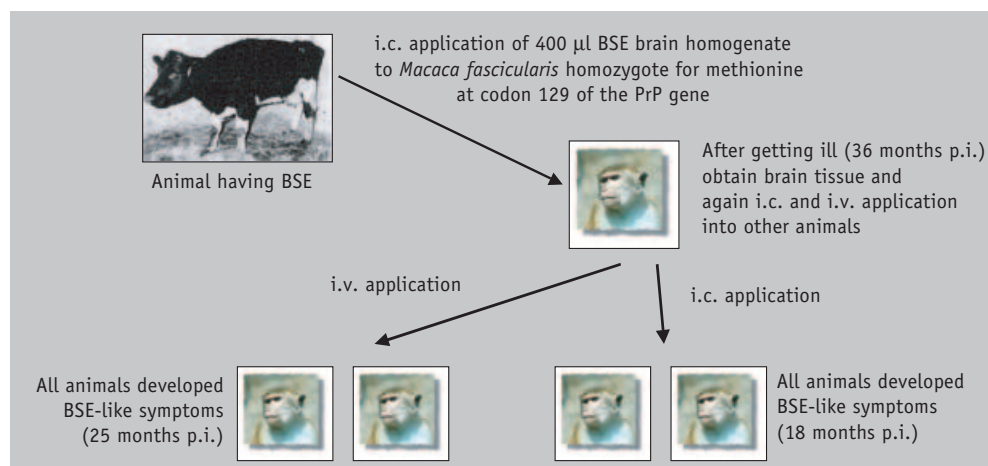 i.c. application of 400 µl BSE brain homogenate
to Macaca fascicularis homozygote for methionine
at codon 129 of the PrP gene
Animal having BSE
After getting ill (36 months p.i.)
obtain brain tissue and
again i.c. and i.v. application
into other animals
i.v. application
i.c. application
All animals developed
BSE-like symptoms
(25 months p.i.)
All animals developed
BSE-like symptoms
(18 months p.i.)